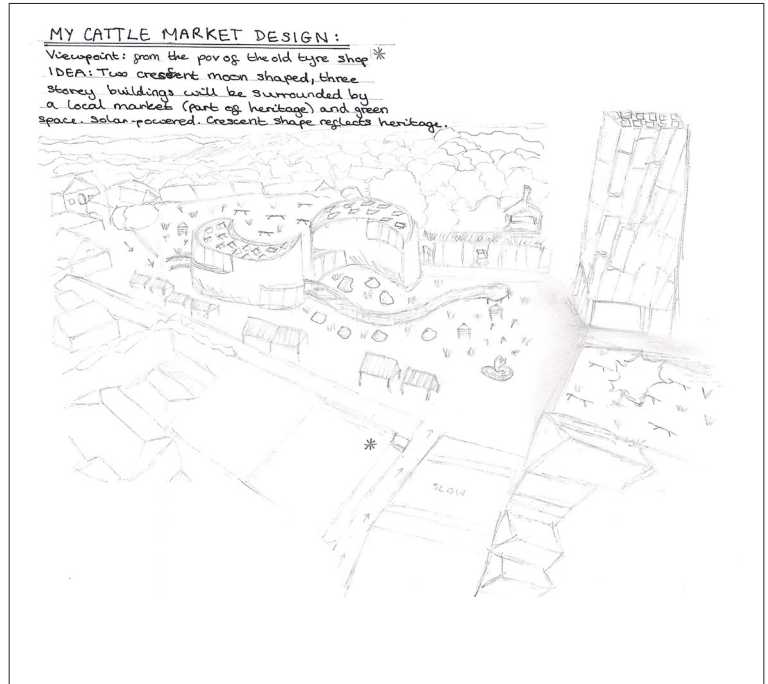 MY CATTLE MARKET DESIGN:
Viewpoint: from the pov of the old tyre shop *
IDEA: Two crescent moon shaped, three
storey buildings will be surrounded by
a local market (part of heritage) and green
space. Solar-powered. Crescent shape reflects heritage.
*
SLOW